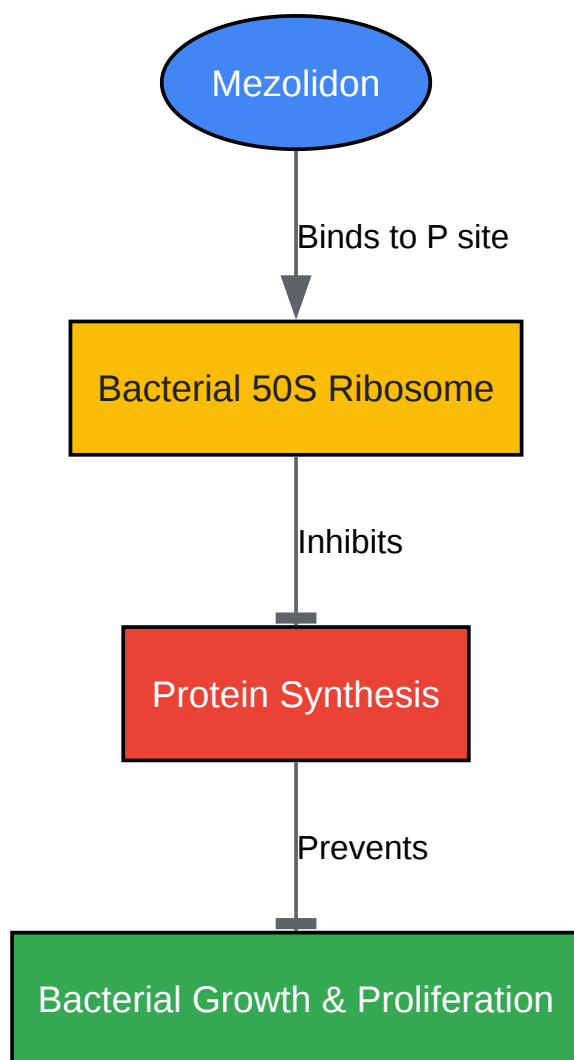 Mezolidon
Binds to P site
Bacterial 50S Ribosome
Inhibits
Protein Synthesis
Prevents
Bacterial Growth & Proliferation